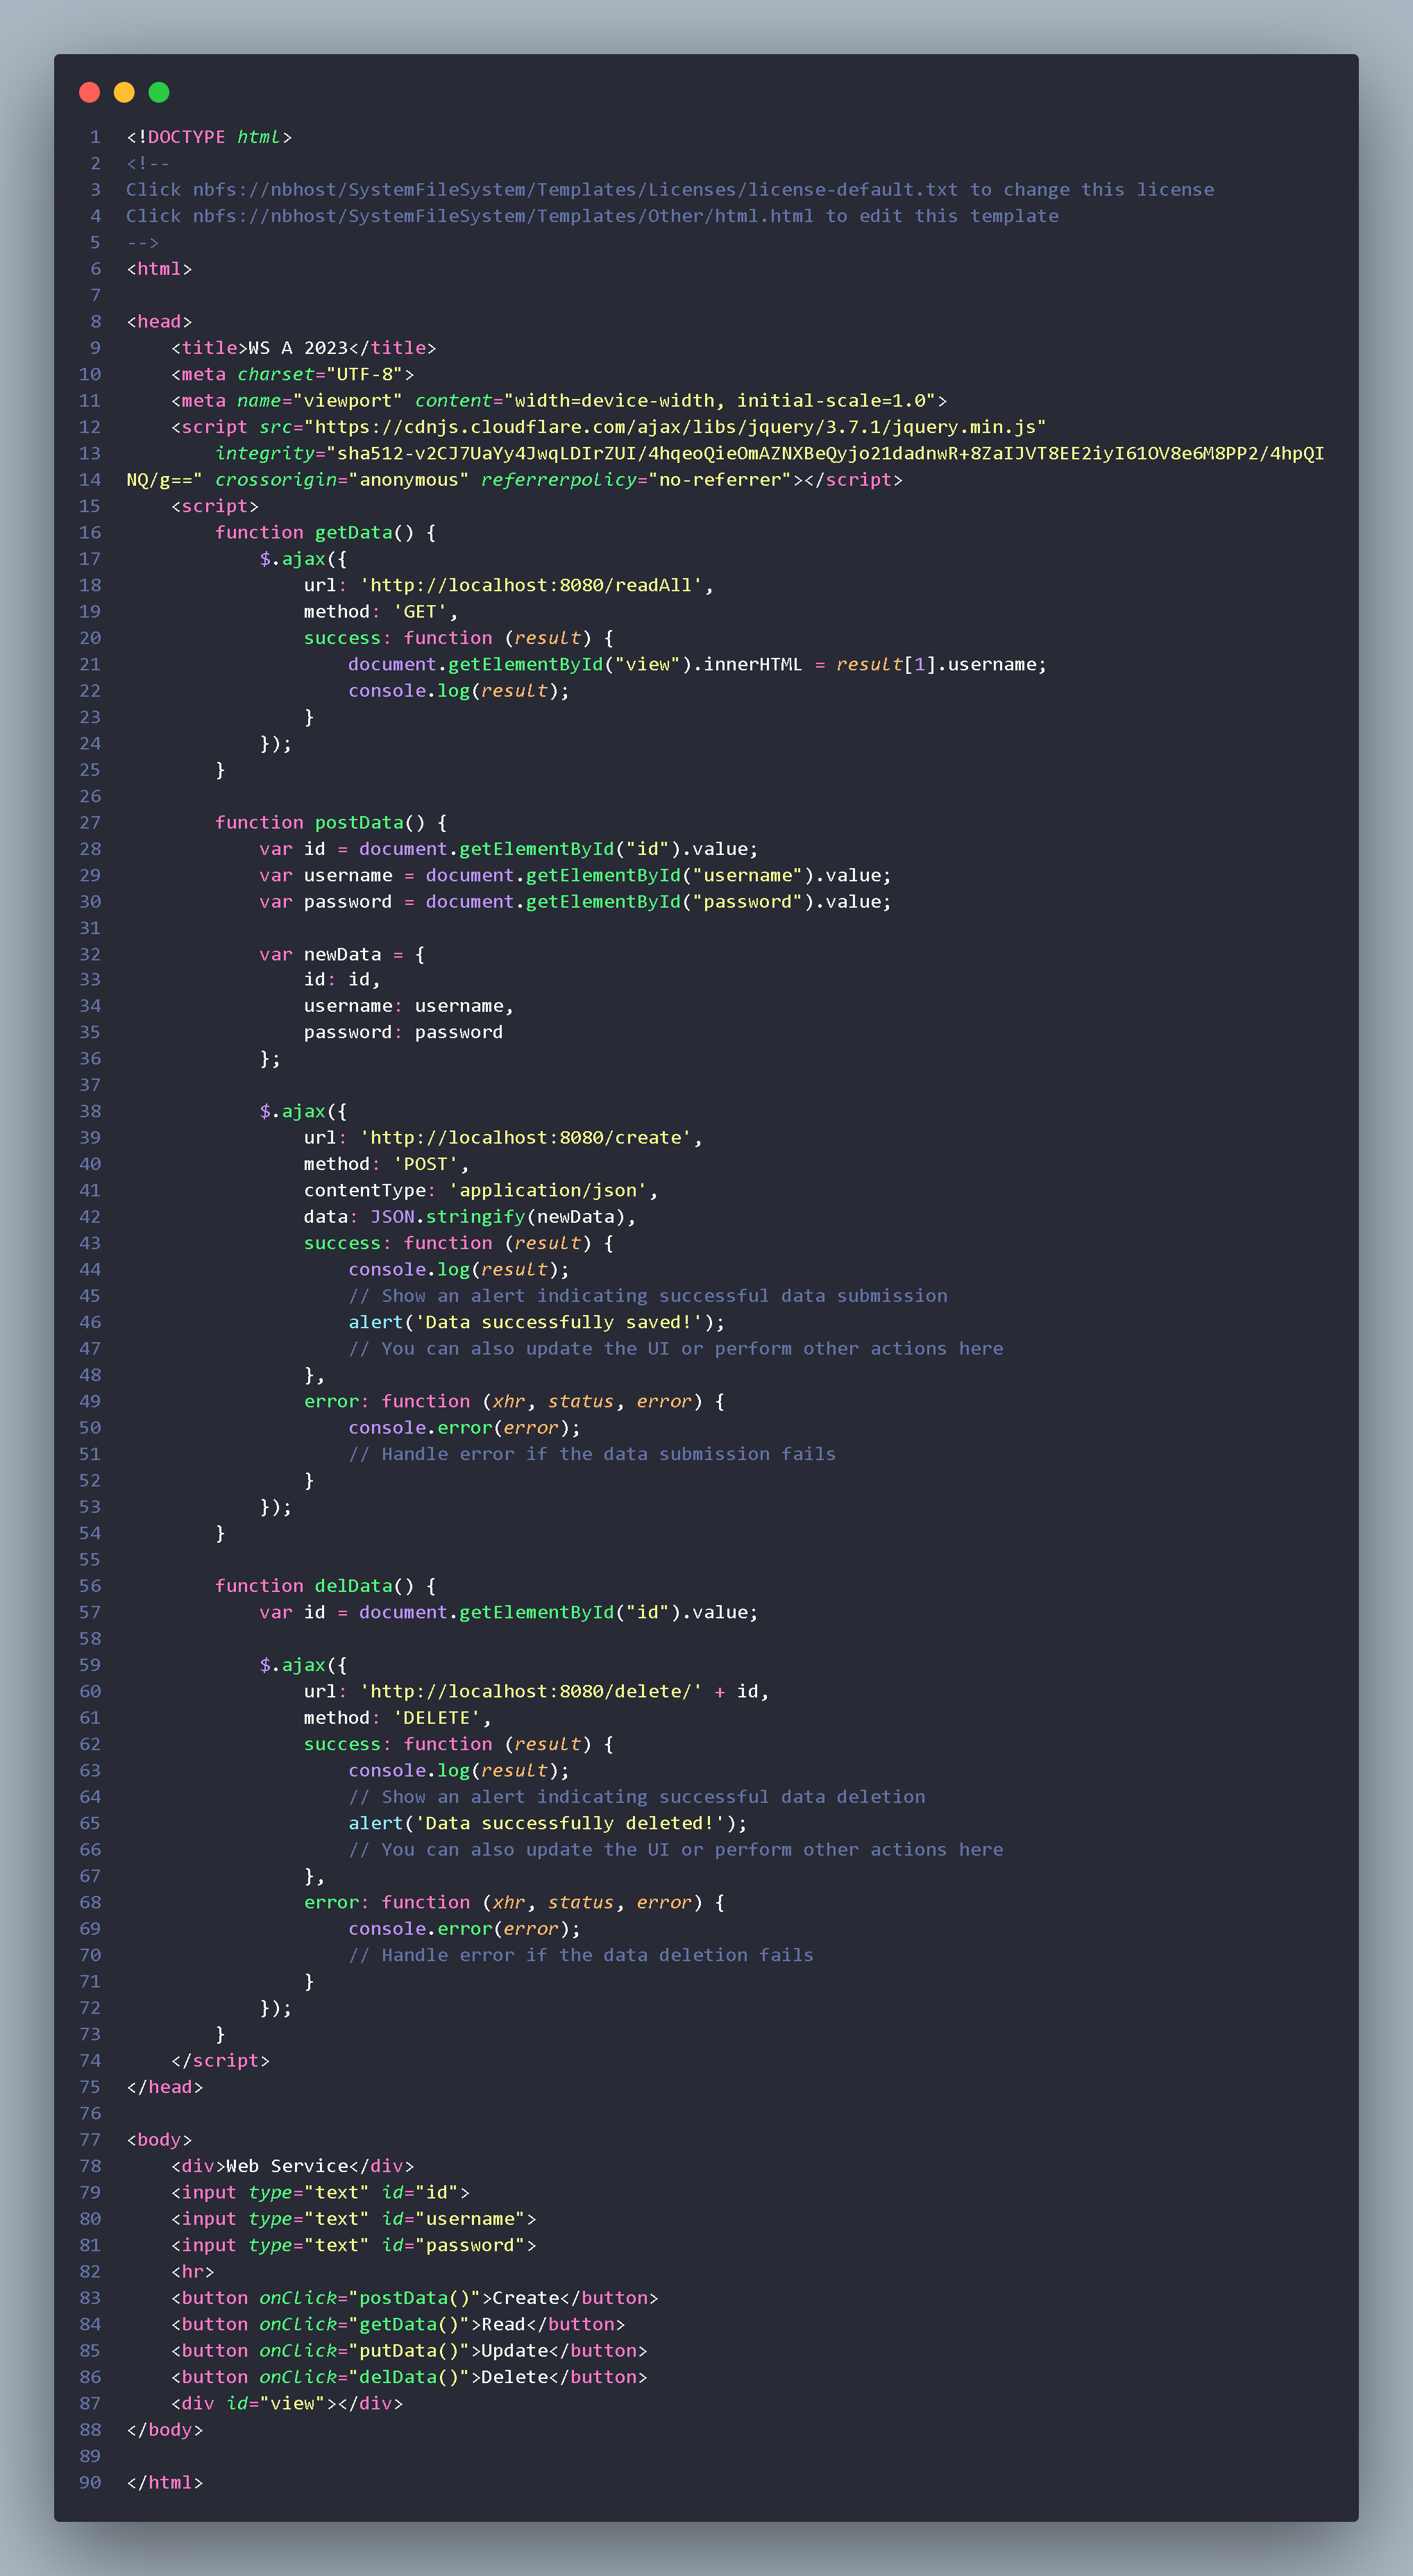 1 <!DOCTYPE html>
2 <!--
3 Click nbfs://nbhost/SystemFileSystem/Templates/Licenses/license-default.txt to change this license
4 Click nbfs://nbhost/SystemFileSystem/Templates/Other/html.html to edit this template
5 -->
6 <html>
7
8 <head>
9     <title>WS A 2023</title>
10     <meta charset="UTF-8">
11     <meta name="viewport" content="width=device-width, initial-scale=1.0">
12     <script src="https://cdnjs.cloudflare.com/ajax/libs/jquery/3.7.1/jquery.min.js"
13         integrity="sha512-v2CJ7UaYy4JwqLDIrZUI/4hqeoQieOmAZNXBeQyjo21dadnwR+8ZaIJVT8EE2iyI61OV8e6M8PP2/4hpQI
14 NQ/g==" crossorigin="anonymous" referrerpolicy="no-referrer"></script>
15     <script>
16         function getData() {
17             $.ajax({
18                 url: 'http://localhost:8080/readAll',
19                 method: 'GET',
20                 success: function (result) {
21                     document.getElementById("view").innerHTML = result[1].username;
22                     console.log(result);
23                 }
24             });
25         }
26
27         function postData() {
28             var id = document.getElementById("id").value;
29             var username = document.getElementById("username").value;
30             var password = document.getElementById("password").value;
31
32             var newData = {
33                 id: id,
34                 username: username,
35                 password: password
36             };
37
38             $.ajax({
39                 url: 'http://localhost:8080/create',
40                 method: 'POST',
41                 contentType: 'application/json',
42                 data: JSON.stringify(newData),
43                 success: function (result) {
44                     console.log(result);
45                     // Show an alert indicating successful data submission
46                     alert('Data successfully saved!');
47                     // You can also update the UI or perform other actions here
48                 },
49                 error: function (xhr, status, error) {
50                     console.error(error);
51                     // Handle error if the data submission fails
52                 }
53             });
54         }
55
56         function delData() {
57             var id = document.getElementById("id").value;
58
59             $.ajax({
60                 url: 'http://localhost:8080/delete/' + id,
61                 method: 'DELETE',
62                 success: function (result) {
63                     console.log(result);
64                     // Show an alert indicating successful data deletion
65                     alert('Data successfully deleted!');
66                     // You can also update the UI or perform other actions here
67                 },
68                 error: function (xhr, status, error) {
69                     console.error(error);
70                     // Handle error if the data deletion fails
71                 }
72             });
73         }
74     </script>
75 </head>
76
77 <body>
78     <div>Web Service</div>
79     <input type="text" id="id">
80     <input type="text" id="username">
81     <input type="text" id="password">
82     <hr>
83     <button onClick="postData()">Create</button>
84     <button onClick="getData()">Read</button>
85     <button onClick="putData()">Update</button>
86     <button onClick="delData()">Delete</button>
87     <div id="view"></div>
88 </body>
89
90 </html>